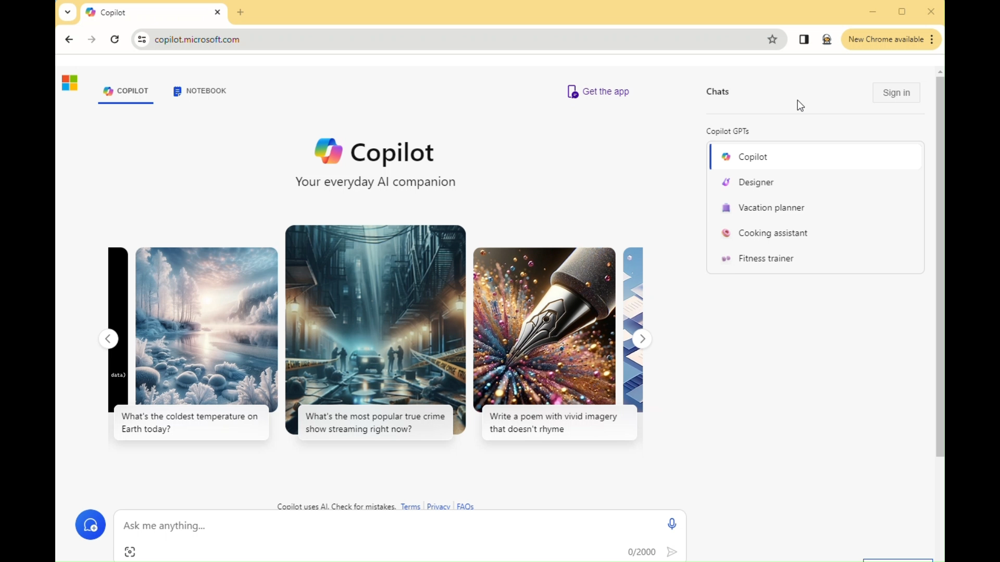 Copilot
copilot.microsoft.com
New Chrome available
COPILOT
NOTEBOOK
Get the app
Chats
Sign in
Copilot
Your everyday AI companion
Copilot GPTs
Copilot
Designer
Vacation planner
Cooking assistant
Fitness trainer
data)
What's the coldest temperature on
Earth today?
What's the most popular true crime
show streaming right now?
Write a poem with vivid imagery
that doesn't rhyme
Copilot uses AI. Check for mistakes. Terms Privacy FAQs
Ask me anything...
0/2000